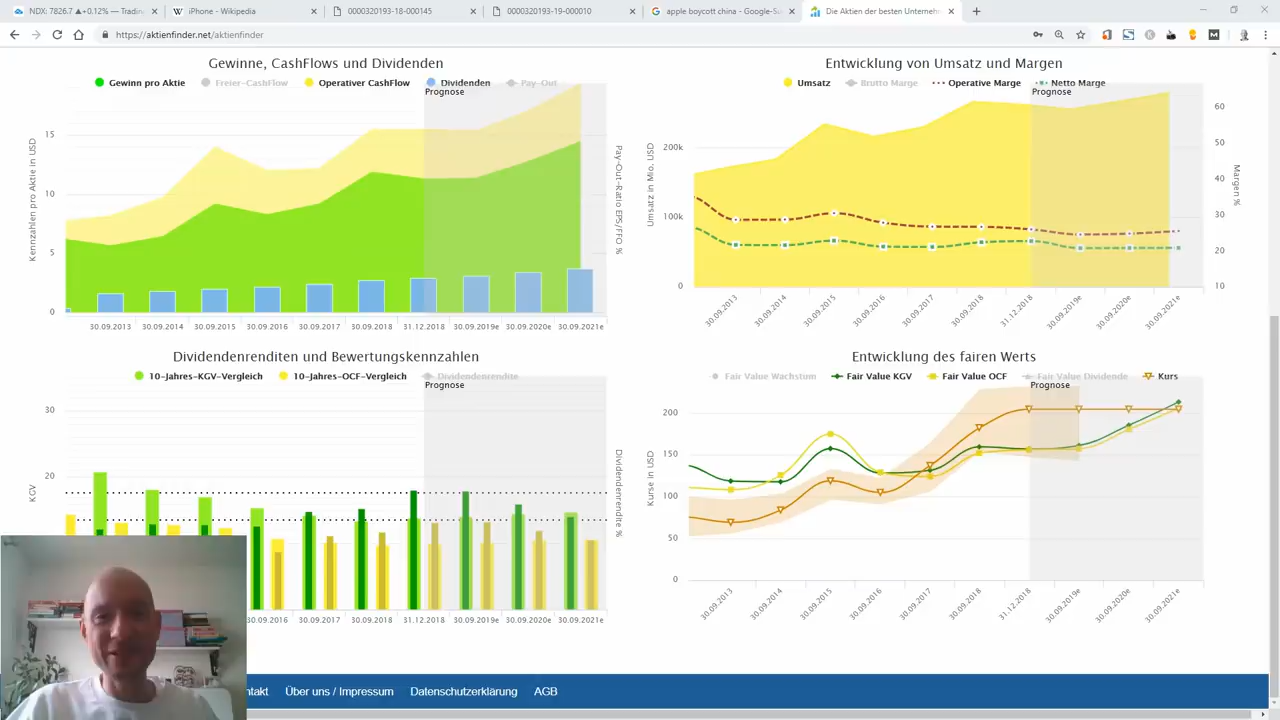 NDX: 7826.7 ▲+0.12% — Tradin
iPhone - Wikipedia
0000320193-18-000145
0000320193-19-000010
apple boycott china - Google-Su
Die Aktien der besten Unternehm
https://aktienfinder.net/aktienfinder
Gewinne, CashFlows und Dividenden
Gewinn pro Aktie
Freier-CashFlow
Operativer CashFlow
Dividenden
Pay-Out
Prognose
Kennzahlen pro Aktie in USD
15
10
5
0
Pay-Out-Ratio EPS/FFO %
30.09.2013 30.09.2014 30.09.2015 30.09.2016 30.09.2017 30.09.2018 31.12.2018 30.09.2019e 30.09.2020e 30.09.2021e
Entwicklung von Umsatz und Margen
Umsatz
Brutto Marge
Operative Marge
Netto Marge
Prognose
Umsatz in Mio. USD
200k
100k
0
60
50
40
30
20
10
Margen %
30.09.2013 30.09.2014 30.09.2015 30.09.2016 30.09.2017 30.09.2018 31.12.2018 30.09.2019e 30.09.2020e 30.09.2021e
Dividendenrenditen und Bewertungskennzahlen
10-Jahres-KGV-Vergleich
10-Jahres-OCF-Vergleich
Dividendenrendite
Prognose
KGV
30
20
Dividendenrendite %
30.09.2016 30.09.2017 30.09.2018 31.12.2018 30.09.2019e 30.09.2020e 30.09.2021e
Entwicklung des fairen Werts
Fair Value Wachstum
Fair Value KGV
Fair Value OCF
Fair Value Dividende
Kurs
Prognose
Kurse in USD
200
150
100
50
0
30.09.2013 30.09.2014 30.09.2015 30.09.2016 30.09.2017 30.09.2018 31.12.2018 30.09.2019e 30.09.2020e 30.09.2021e
ntakt Über uns / Impressum Datenschutzerklärung AGB